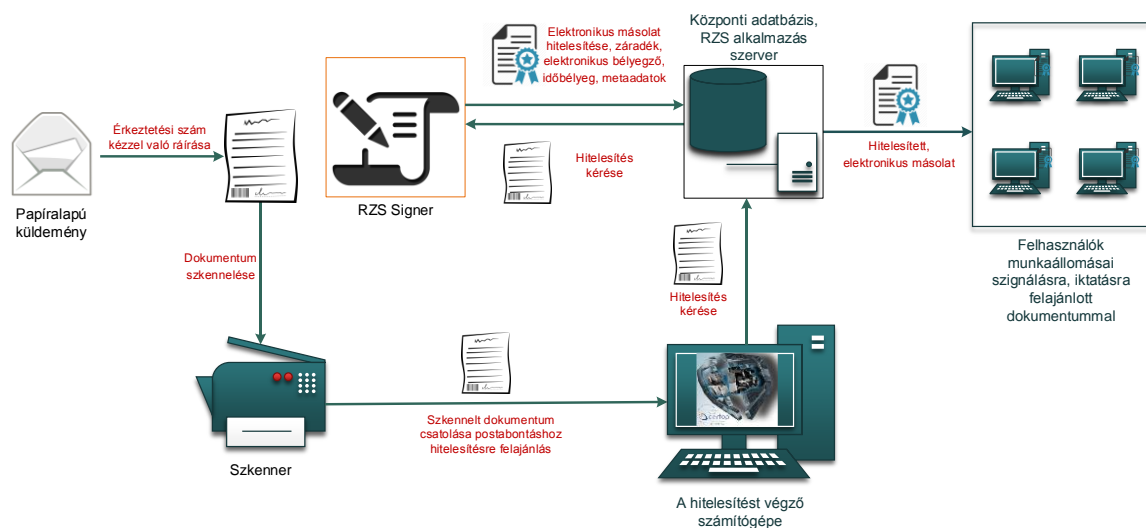 Elektronikus másolat
hitelesítése, záradék,
elektronikus bélyegző,
időbélyeg, metaadatok
Központi adatbázis,
RZS alkalmazás
szerver
Érkeztetési szám
kézzel való ráírása
Papíralapú
küldemény
RZS Signer
Hitelesítés
kérése
Hitelesített,
elektronikus másolat
Felhasználók
munkaállomásai
szignálásra, iktatásra
felajánlott
dokumentummal
Dokumentum
szkennelése
Hitelesítés
kérése
Szkennelt dokumentum
csatolása postabontáshoz
hitelesítésre felajánlás
Szkenner
A hitelesítést végző
számítógépe